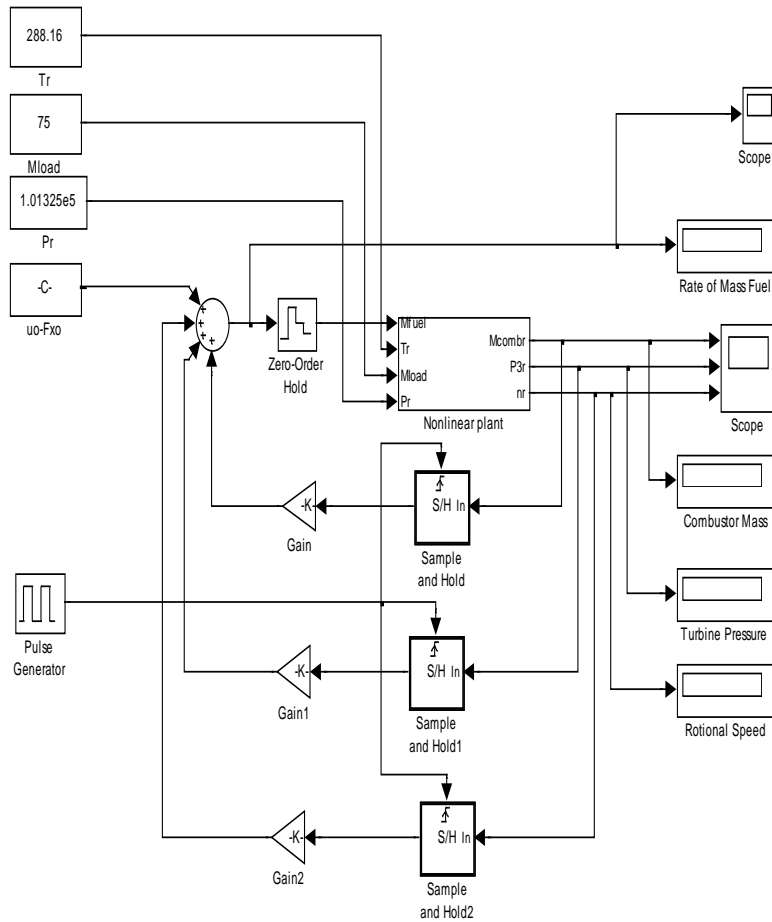 288.16
Tr
75
Mload
1.01325e5
Pr
-C-
uo-Fxo
Scope
Rate of Mass Fuel
Zero-Order
Hold
Mfuel
Tr
Mload
Pr
Mcombr
P3r
nr
Nonlinear plant
Scope
-K-
Gain
S/H In
Sample
and Hold
Combustor Mass
Pulse
Generator
-K-
Gain1
S/H In
Sample
and Hold1
Turbine Pressure
Rotional Speed
-K-
Gain2
S/H In
Sample
and Hold2